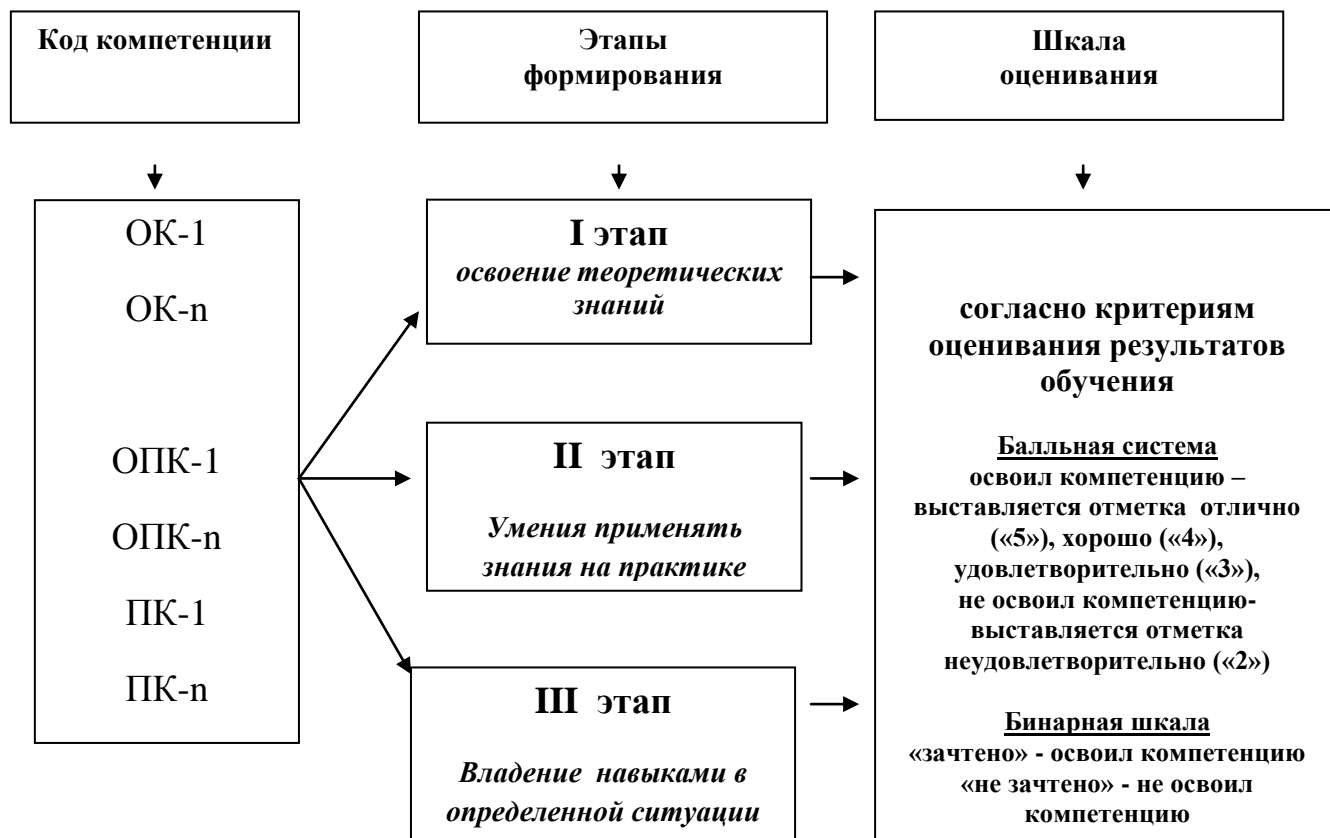 Код компетенции
Этапы
формирования
Шкала
оценивания
ОК-1
ОК-n
ОПК-1
ОПК-n
ПК-1
ПК-n
I этап
освоение теоретических
знаний
II этап
Умения применять
знания на практике
III этап
Владение навыками в
определенной ситуации
согласно критериям
оценивания результатов
обучения
Балльная система
освоил компетенцию –
выставляется отметка отлично
(«5»), хорошо («4»),
удовлетворительно («3»),
не освоил компетенцию-
выставляется отметка
неудовлетворительно («2»)
Бинарная шкала
«зачтено» - освоил компетенцию
«не зачтено» - не освоил
компетенцию